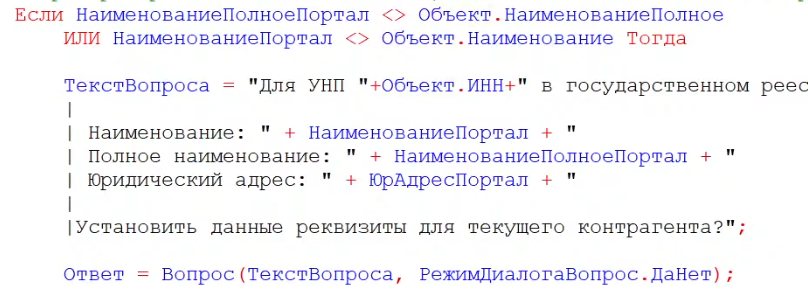 Если НаименованиеПолноеПортал <> Объект.НаименованиеПолное
ИЛИ НаименованиеПортал <> Объект.Наименование Тогда
ТекстВопроса = "Для УНП "+Объект.ИНН+" в государственном
|
| Наименование: " + НаименованиеПортал + "
| Полное наименование: " + НаименованиеПолноеПортал + "
| Юридический адрес: " + ЮрАдресПортал + "
|
|Установить данные реквизиты для текущего контрагента?";
Ответ = Вопрос(ТекстВопроса, РежимДиалогаВопрос.ДаНет);